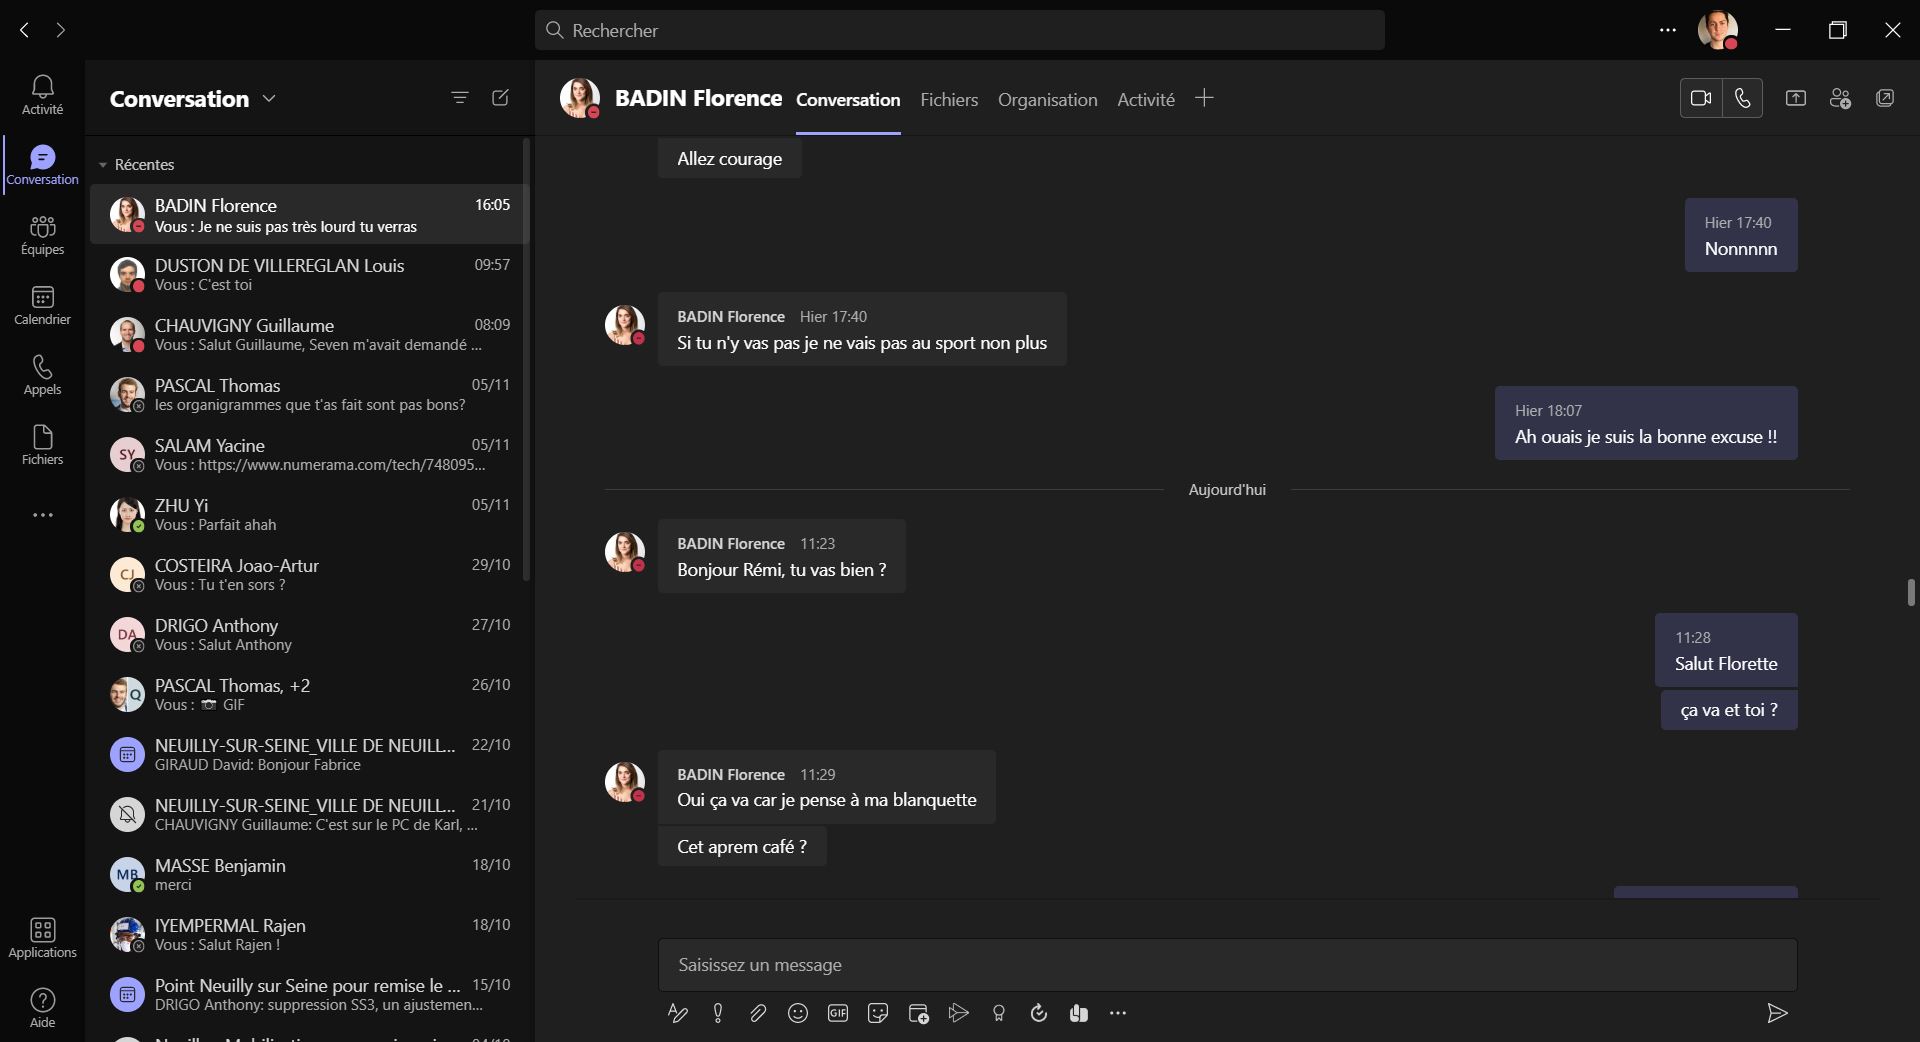 Rechercher
Activité
Conversation
Équipes
Calendrier
Appels
Fichiers
Applications
Aide
Conversation
Récentes
BADIN Florence 16:05
Vous : Je ne suis pas très lourd tu verras
DUSTON DE VILLEREGLAN Louis 09:57
Vous : C'est toi
CHAUVIGNY Guillaume 08:09
Vous : Salut Guillaume, Seven m'avait demandé ...
PASCAL Thomas 05/11
les organigrammes que t'as fait sont pas bons?
SY
SALAM Yacine 05/11
Vous : https://www.numerama.com/tech/748095...
ZHU Yi 05/11
Vous : Parfait ahah
CJ
COSTEIRA Joao-Artur 29/10
Vous : Tu t'en sors ?
DA
DRIGO Anthony 27/10
Vous : Salut Anthony
Q
PASCAL Thomas, +2 26/10
Vous : GIF
NEUILLY-SUR-SEINE_VILLE DE NEUILL... 22/10
GIRAUD David: Bonjour Fabrice
NEUILLY-SUR-SEINE_VILLE DE NEUILL... 21/10
CHAUVIGNY Guillaume: C'est sur le PC de Karl, ...
MB
MASSE Benjamin 18/10
merci
IYEMPERMAL Rajen 18/10
Vous : Salut Rajen !
Point Neuilly sur Seine pour remise le ... 15/10
DRIGO Anthony: suppression SS3, un ajustemen...
BADIN Florence Conversation Fichiers Organisation Activité
Allez courage
Hier 17:40
Nonnnnn
BADIN Florence Hier 17:40
Si tu n'y vas pas je ne vais pas au sport non plus
Hier 18:07
Ah ouais je suis la bonne excuse !!
Aujourd'hui
BADIN Florence 11:23
Bonjour Rémi, tu vas bien ?
11:28
Salut Florette
ça va et toi ?
BADIN Florence 11:29
Oui ça va car je pense à ma blanquette
Cet aprem café ?
Saisissez un message
GIF